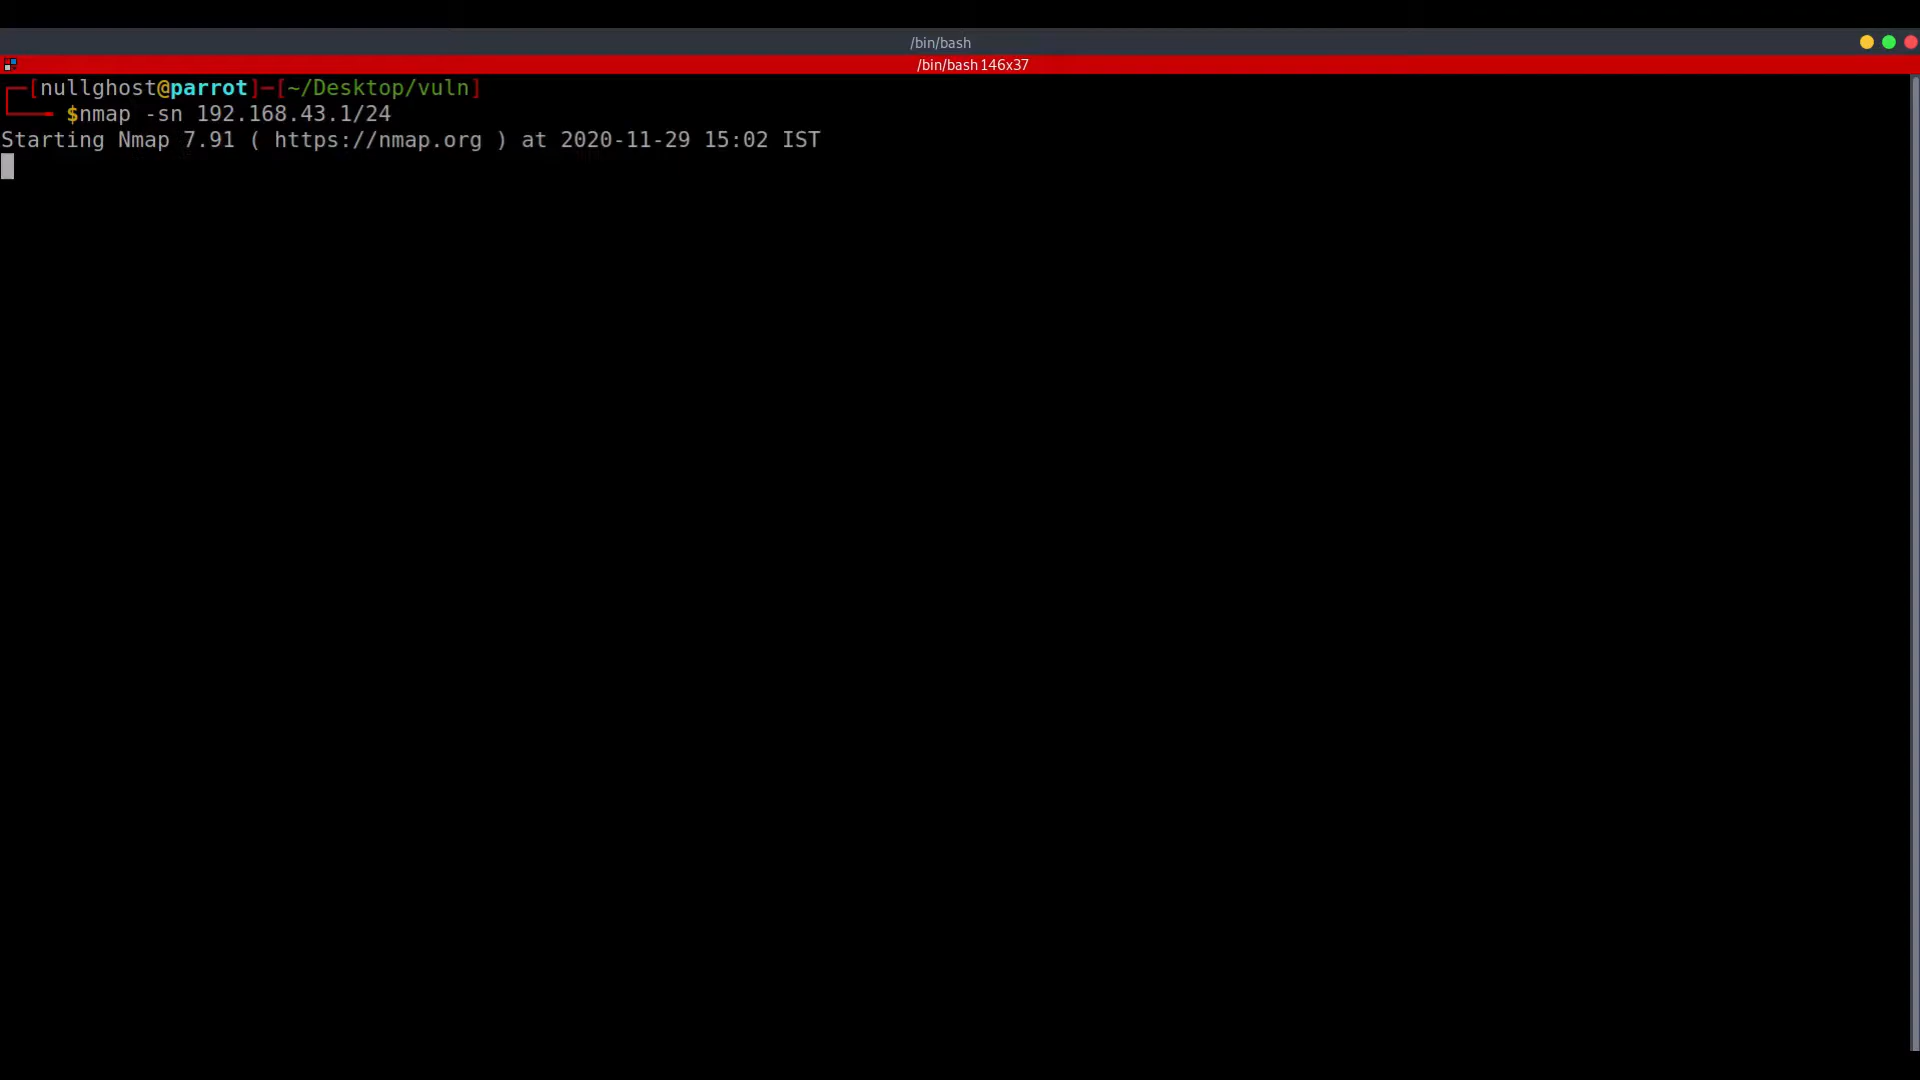 /bin/bash
/bin/bash 146x37
┌─[nullghost@parrot]─[~/Desktop/vuln]
└──╼ $nmap -sn 192.168.43.1/24
Starting Nmap 7.91 ( https://nmap.org ) at 2020-11-29 15:02 IST